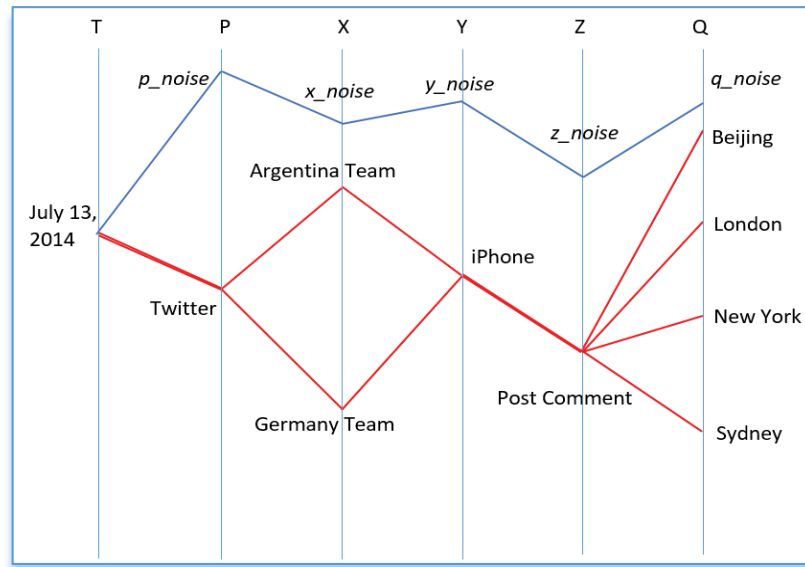 T P X Y Z Q
p_noise
x_noise
y_noise
z_noise
q_noise
Beijing
Argentina Team
July 13,
2014
London
iPhone
Twitter
New York
Post Comment
Germany Team
Sydney